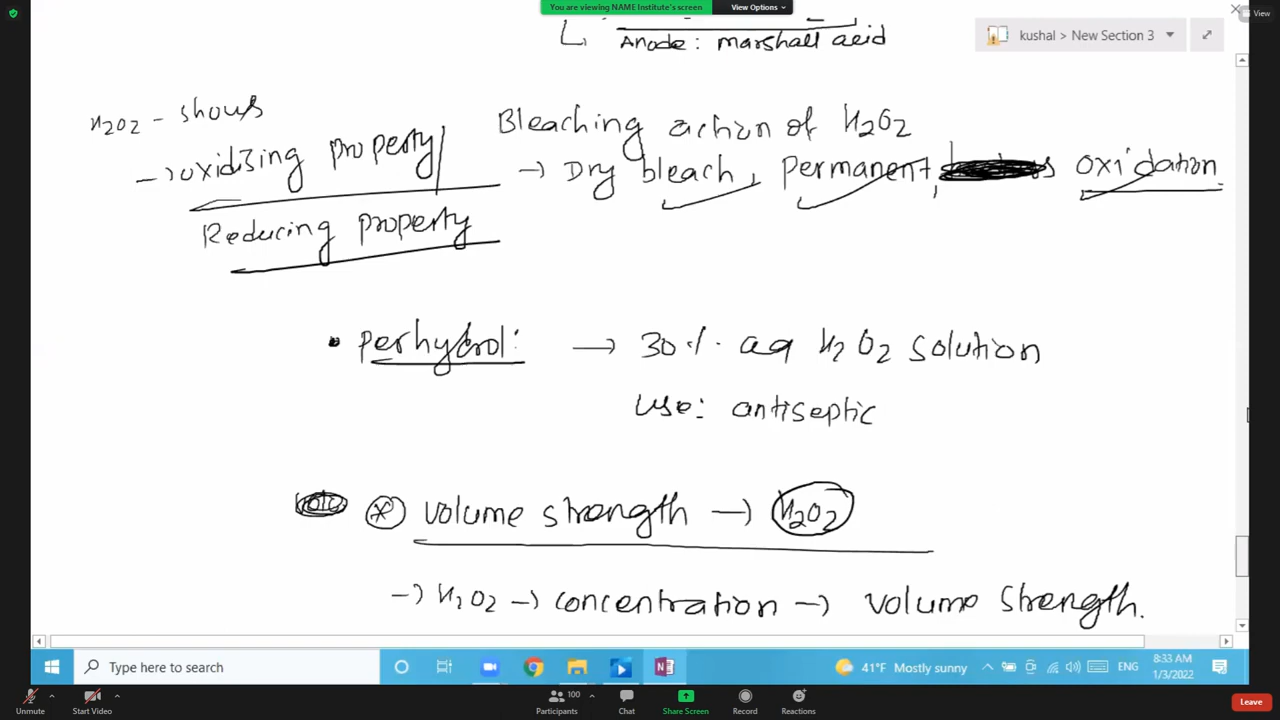 You are viewing NAME Institute's screen View Options
View
kushal > New Section 3
Anode: marshall acid
H2O2 - shows
→ oxidising property
Reducing property
Bleaching action of H2O2
→ Dry bleach, permanent, oxidation
• perhydrol: → 30% aq H2O2 solution
use: antiseptic
* volume strength → H2O2
→ H2O2 → concentration → volume strength.
Type here to search
41°F Mostly sunny
ENG
8:33 AM
1/3/2022
Unmute
Start Video
100
Participants
Chat
Share Screen
Record
Reactions
Leave